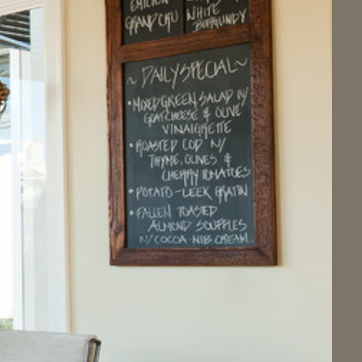 EMILION
GRAND CRU
WHITE
BURGUNDY
~ DAILY SPECIAL ~
• MIXED GREEN SALAD W/
GOAT CHEESE & OLIVE
VINAIGRETTE
• ROASTED COD W/
THYME, OLIVES &
CHERRY TOMATOES
• POTATO-LEEK GRATIN
• FALLEN TOASTED
ALMOND SOUFFLES
W/ COCOA-NIB CREAM